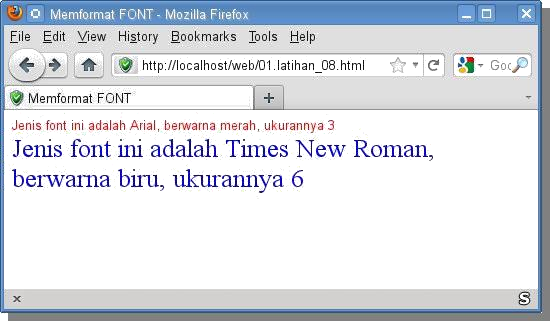 Memformat FONT - Mozilla Firefox
File Edit View History Bookmarks Tools Help
http://localhost/web/01.latihan_08.html Goo
Memformat FONT
Jenis font ini adalah Arial, berwarna merah, ukurannya 3
Jenis font ini adalah Times New Roman,
berwarna biru, ukurannya 6